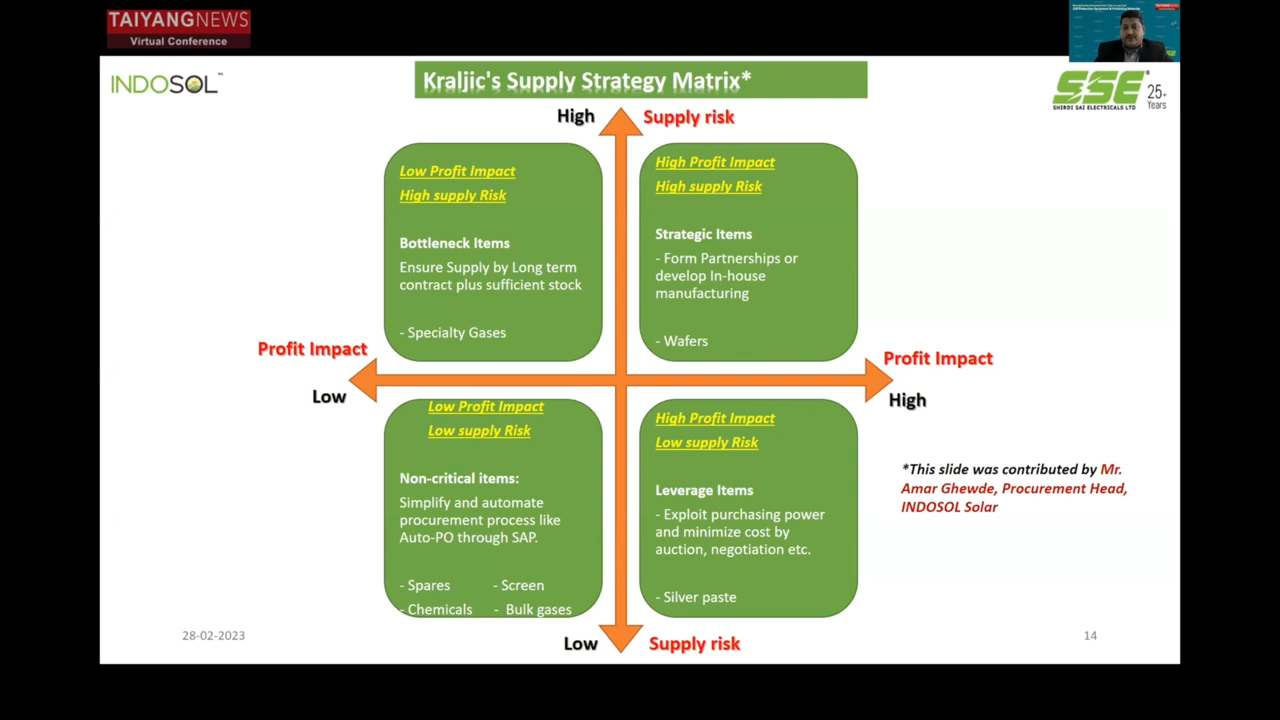 TAIYANGNEWS
Virtual Conference
INDOSOL™
Kraljic's Supply Strategy Matrix*
SSE®
SHIRDI SAI ELECTRICALS LTD
25+
Years
High
Supply risk
Low Profit Impact
High supply Risk
Bottleneck Items
Ensure Supply by Long term
contract plus sufficient stock
- Specialty Gases
High Profit Impact
High supply Risk
Strategic Items
- Form Partnerships or
develop In-house
manufacturing
- Wafers
Profit Impact
Low
Profit Impact
High
Low Profit Impact
Low supply Risk
Non-critical items:
Simplify and automate
procurement process like
Auto-PO through SAP.
- Spares - Screen
- Chemicals - Bulk gases
High Profit Impact
Low supply Risk
Leverage Items
- Exploit purchasing power
and minimize cost by
auction, negotiation etc.
- Silver paste
*This slide was contributed by Mr.
Amar Ghewde, Procurement Head,
INDOSOL Solar
Low
Supply risk
28-02-2023
14